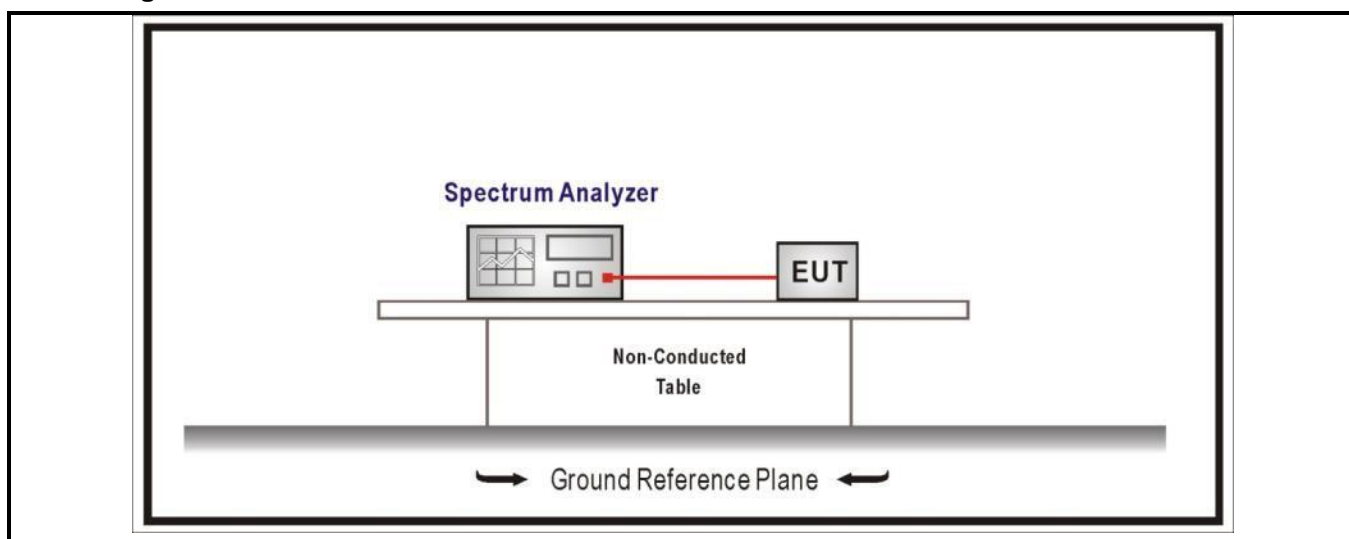 Spectrum Analyzer
EUT
Non-Conducted
Table
Ground Reference Plane